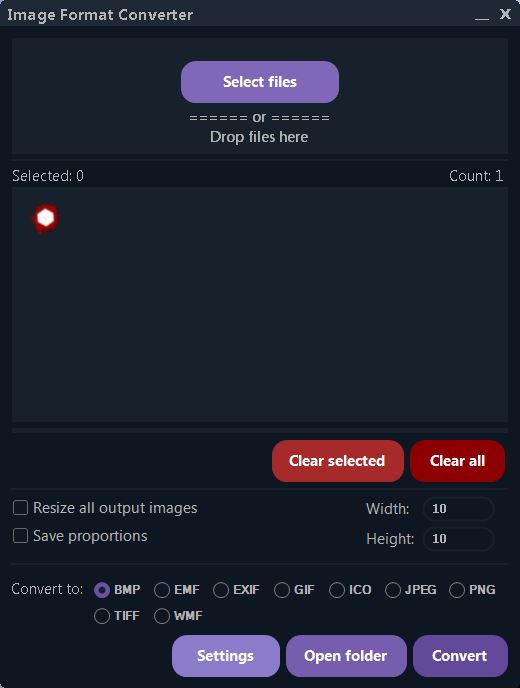 Image Format Converter _ X
Select files
====== or ======
Drop files here
Selected: 0 Count: 1
Clear selected Clear all
Resize all output images Width: 10
Save proportions Height: 10
Convert to: BMP EMF EXIF GIF ICO JPEG PNG
TIFF WMF
Settings Open folder Convert